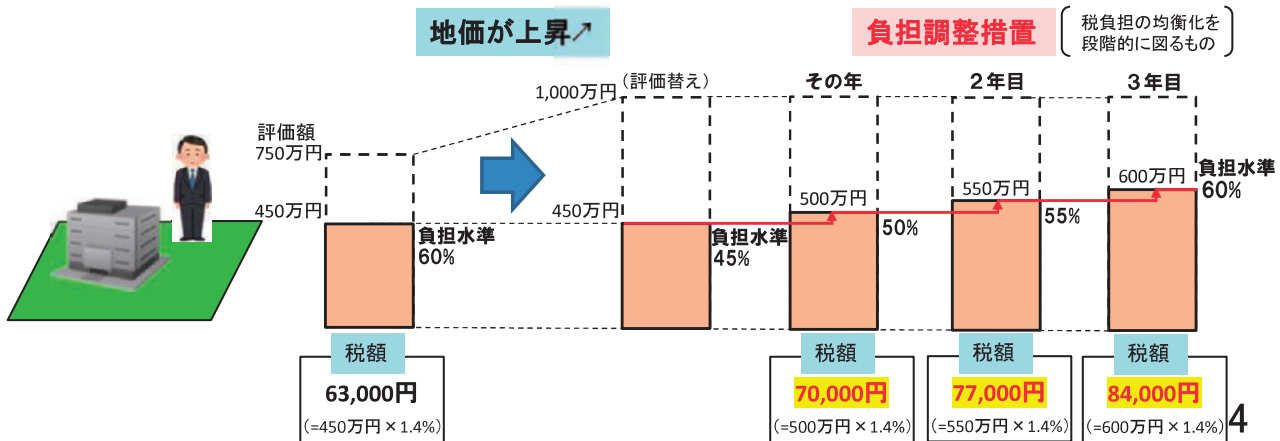 地価が上昇↗
負担調整措置
税負担の均衡化を
段階的に図るもの
評価額
750万円
450万円
負担水準
60%
1,000万円
(評価替え)
450万円
負担水準
45%
その年
500万円
50%
2年目
550万円
55%
3年目
600万円
負担水準
60%
税額
63,000円
(=450万円×1.4%)
税額
70,000円
(=500万円×1.4%)
税額
77,000円
(=550万円×1.4%)
税額
84,000円
(=600万円×1.4%)
4